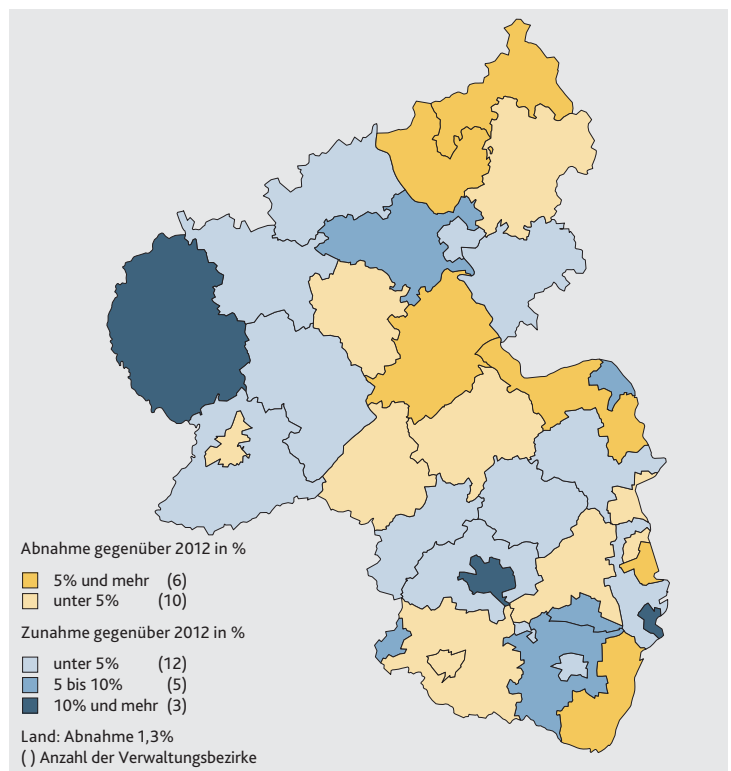 Abnahme gegenüber 2012 in %
5% und mehr (6)
unter 5% (10)
Zunahme gegenüber 2012 in %
unter 5% (12)
5 bis 10% (5)
10% und mehr (3)
Land: Abnahme 1,3%
( ) Anzahl der Verwaltungsbezirke